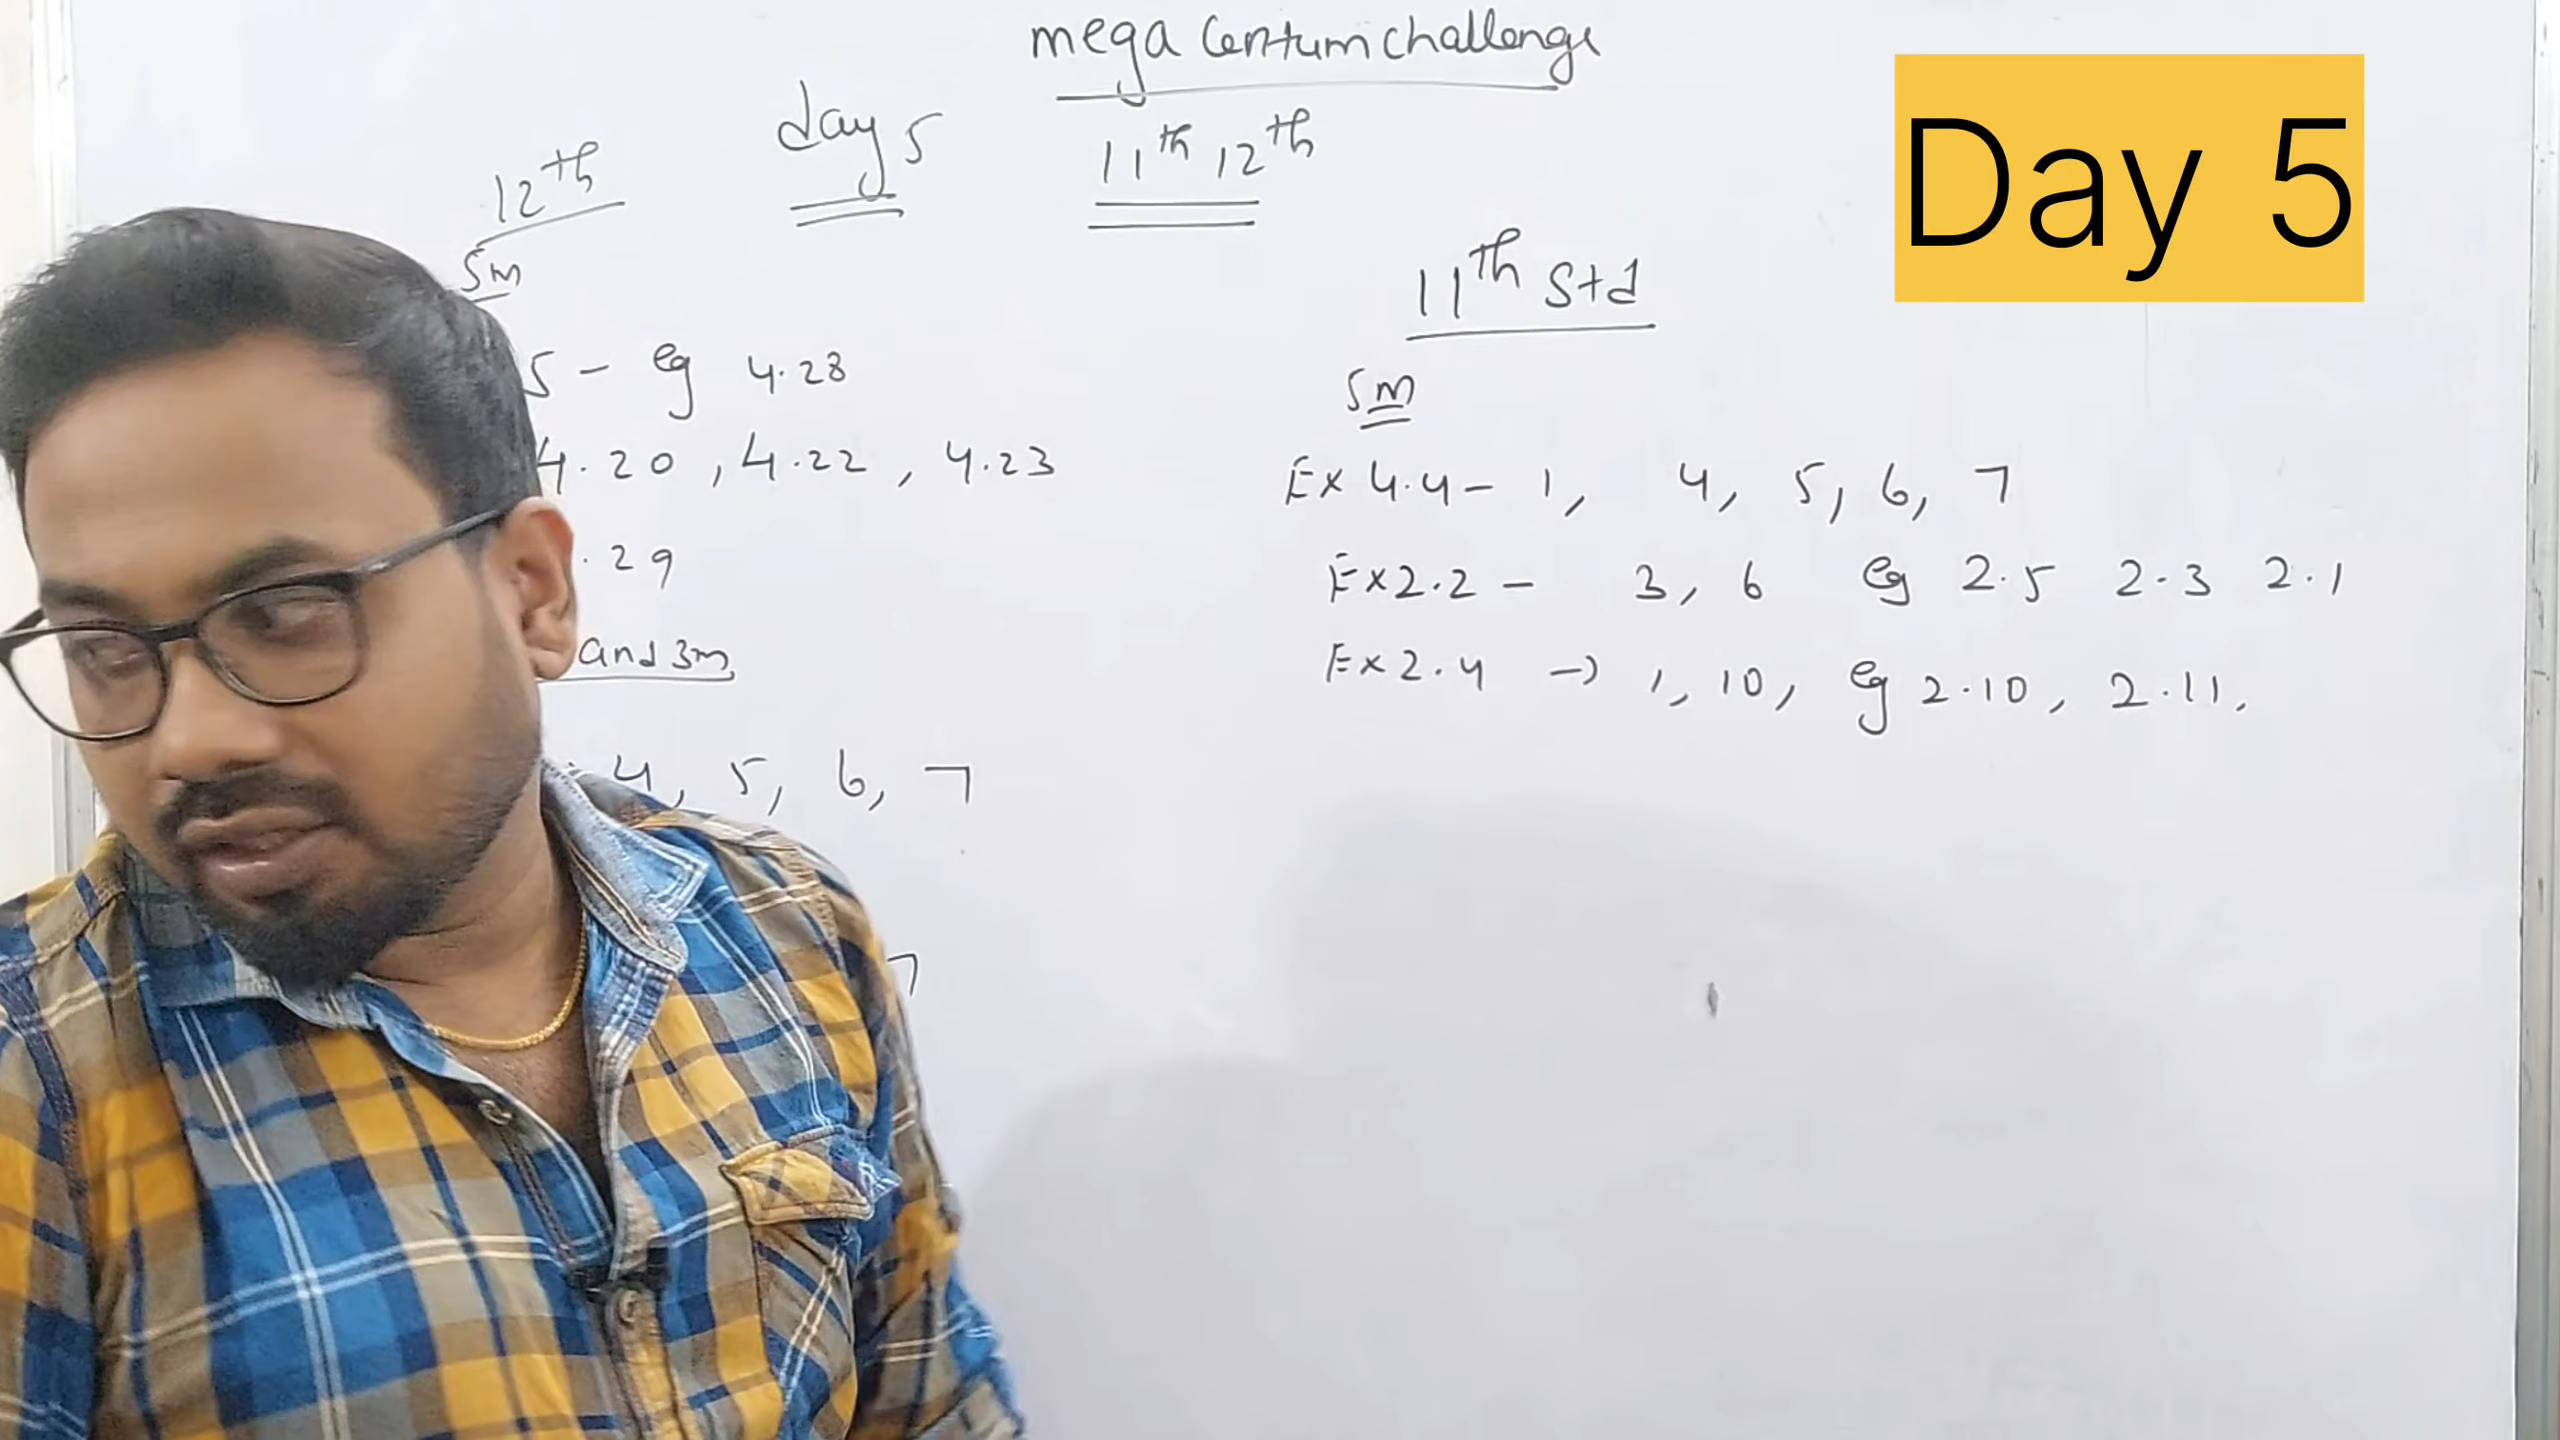 mega Centum challenge
Day 5
day 5
11th 12th
12th
5m
5 - eg 4.28
4.20, 4.22, 4.23
.29
and 3m
4, 5, 6, 7
7
11th Std
5m
Ex 4.4 - 1, 4, 5, 6, 7
Ex 2.2 - 3, 6 eg 2.5 2.3 2.1
Ex 2.4 → 1, 10, eg 2.10, 2.11.